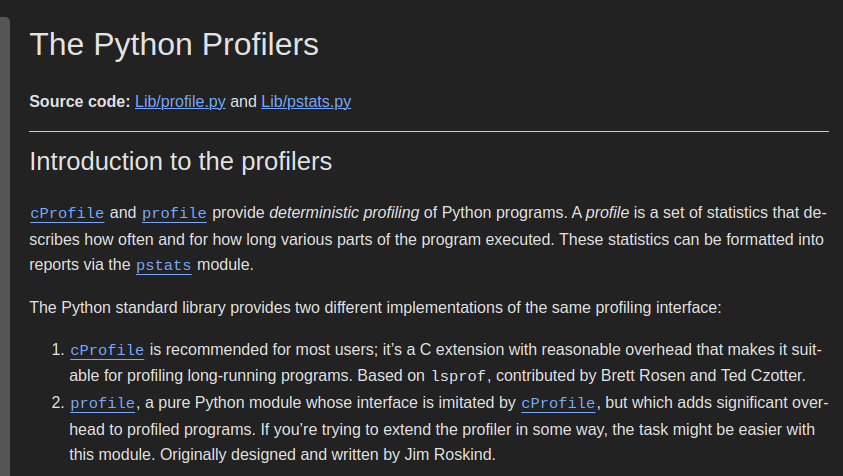 The Python Profilers
Source code: Lib/profile.py and Lib/pstats.py
Introduction to the profilers
cProfile and profile provide deterministic profiling of Python programs. A profile is a set of statistics that de-
scribes how often and for how long various parts of the program executed. These statistics can be formatted into
reports via the pstats module.
The Python standard library provides two different implementations of the same profiling interface:
1. cProfile is recommended for most users; it’s a C extension with reasonable overhead that makes it suit-
able for profiling long-running programs. Based on lsprof, contributed by Brett Rosen and Ted Czotter.
2. profile, a pure Python module whose interface is imitated by cProfile, but which adds significant over-
head to profiled programs. If you’re trying to extend the profiler in some way, the task might be easier with
this module. Originally designed and written by Jim Roskind.